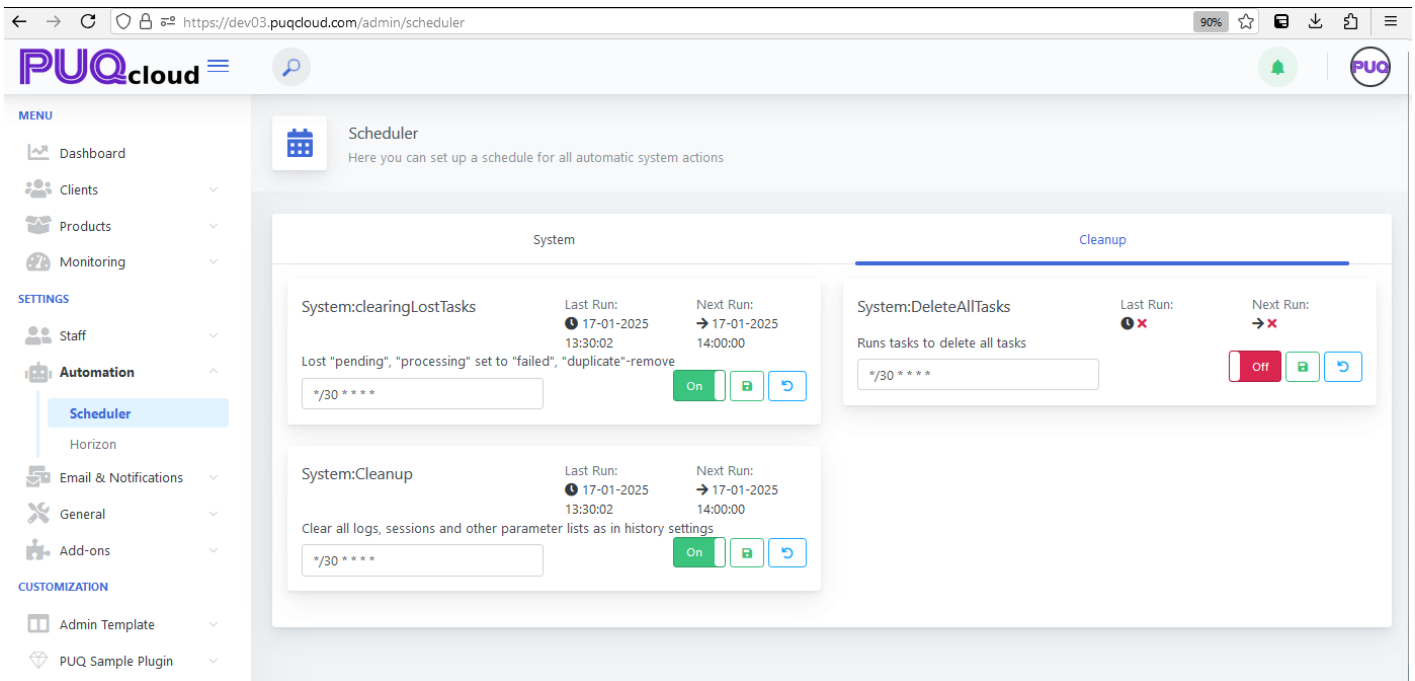 https://dev03.puqcloud.com/admin/scheduler
90%
PUQcloud
PUQ
MENU
Dashboard
Clients
Products
Monitoring
SETTINGS
Staff
Automation
Scheduler
Horizon
Email & Notifications
General
Add-ons
CUSTOMIZATION
Admin Template
PUQ Sample Plugin
Scheduler
Here you can set up a schedule for all automatic system actions
System
Cleanup
System:clearingLostTasks
Last Run:
17-01-2025
13:30:02
Next Run:
17-01-2025
14:00:00
Lost "pending", "processing" set to "failed", "duplicate"-remove
*/30 * * * *
On
System:DeleteAllTasks
Last Run:
Next Run:
Runs tasks to delete all tasks
*/30 * * * *
Off
System:Cleanup
Last Run:
17-01-2025
13:30:02
Next Run:
17-01-2025
14:00:00
Clear all logs, sessions and other parameter lists as in history settings
*/30 * * * *
On